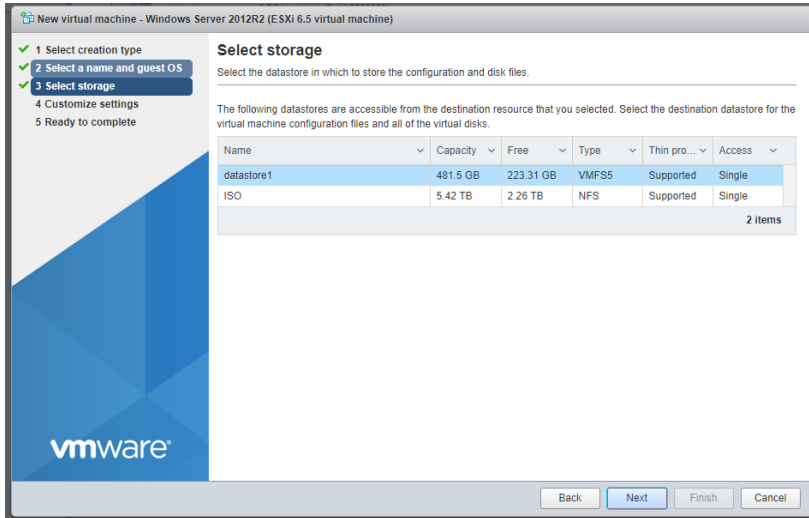 New virtual machine - Windows Server 2012R2 (ESXi 6.5 virtual machine)
1 Select creation type
2 Select a name and guest OS
3 Select storage
4 Customize settings
5 Ready to complete
Select storage
Select the datastore in which to store the configuration and disk files.
The following datastores are accessible from the destination resource that you selected. Select the destination datastore for the
virtual machine configuration files and all of the virtual disks.
Name Capacity Free Type Thin pro... Access
datastore1 481.5 GB 223.31 GB VMFS5 Supported Single
ISO 5.42 TB 2.26 TB NFS Supported Single
2 items
vmware®
Back Next Finish Cancel